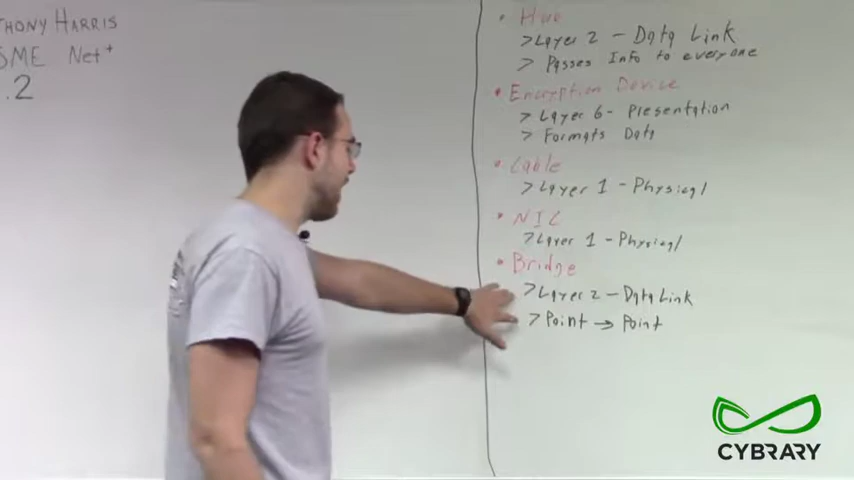 THONY HARRIS
SME Net+
.2
• Hub
>Layer 2 - Data Link
> Passes Info to everyone
• Encryption Device
> Layer 6 - Presentation
> Formats Data
• Cable
>Layer 1 - Physical
• NIC
>Layer 1 - Physical
• Bridge
>Layer 2 - Data Link
>Point → Point
CYBRARY